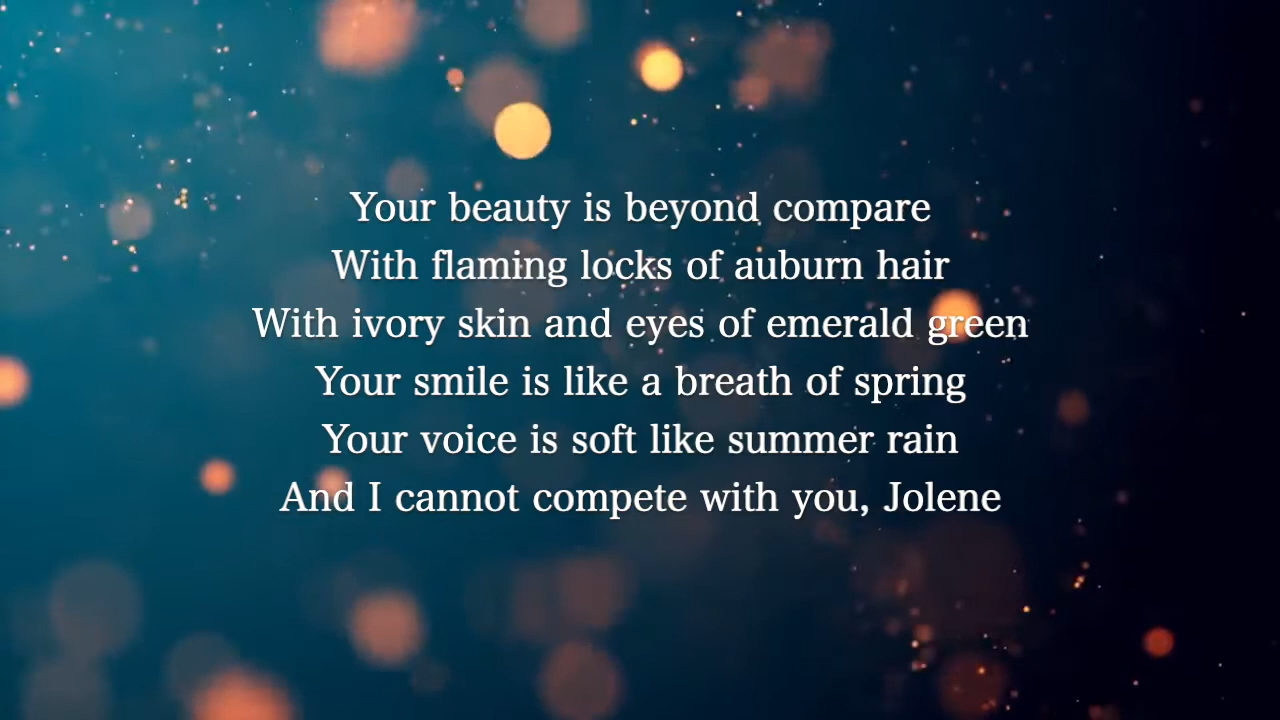 Your beauty is beyond compare
With flaming locks of auburn hair
With ivory skin and eyes of emerald green
Your smile is like a breath of spring
Your voice is soft like summer rain
And I cannot compete with you, Jolene